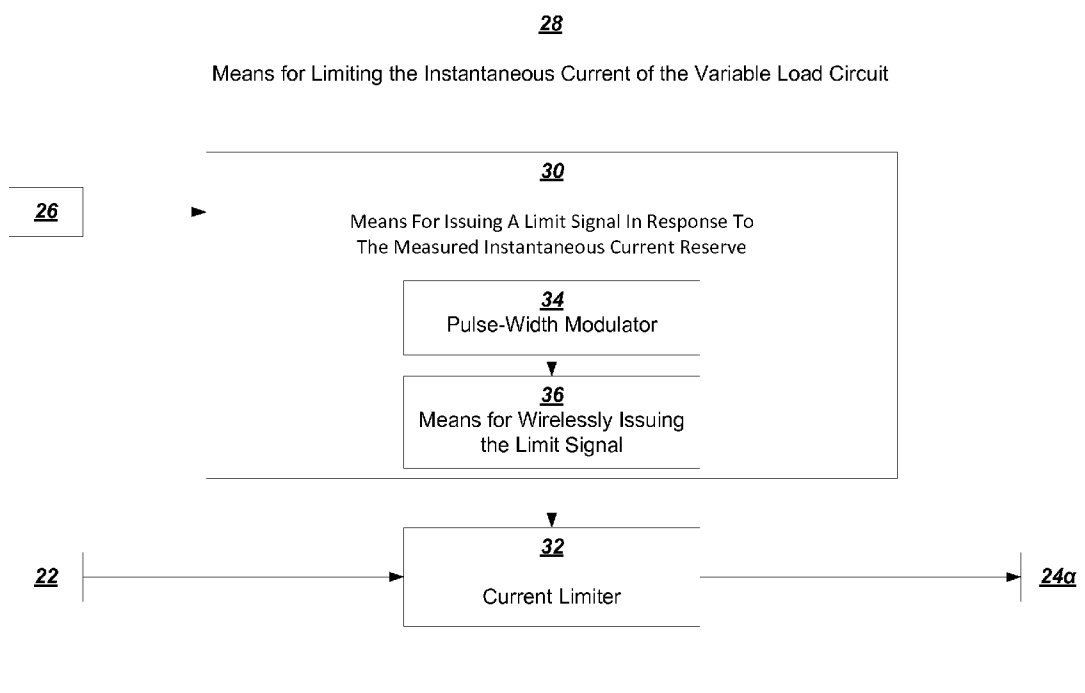 28
Means for Limiting the Instantaneous Current of the Variable Load Circuit
30
26
Means For Issuing A Limit Signal In Response To
The Measured Instantaneous Current Reserve
34
Pulse-Width Modulator
36
Means for Wirelessly Issuing
the Limit Signal
32
22
24a
Current Limiter